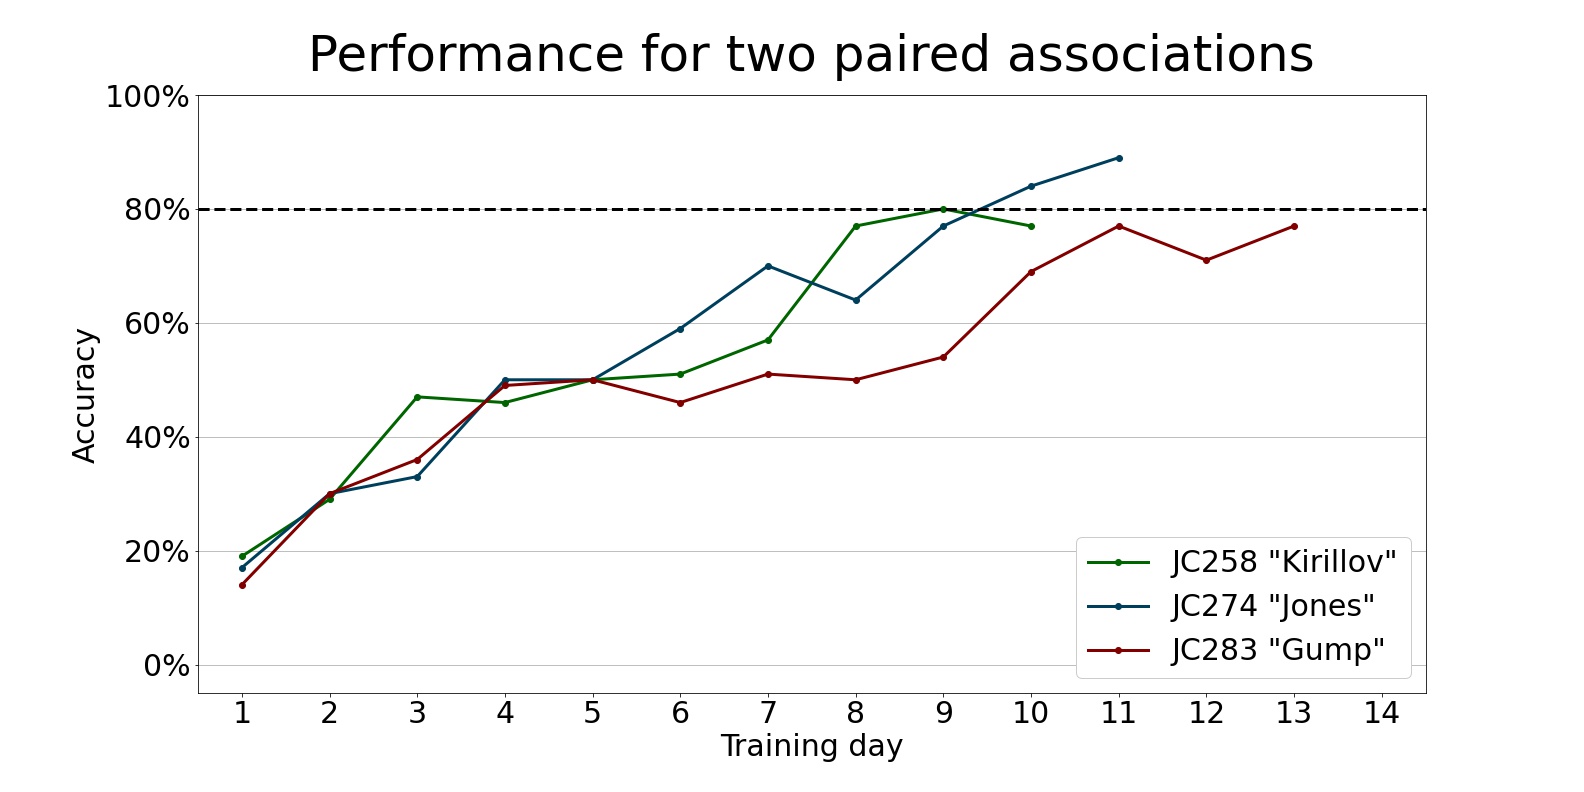 Performance for two paired associations
100%
80%
60%
40%
20%
0%
Accuracy
JC258 "Kirillov"
JC274 "Jones"
JC283 "Gump"
1 2 3 4 5 6 7 8 9 10 11 12 13 14
Training day